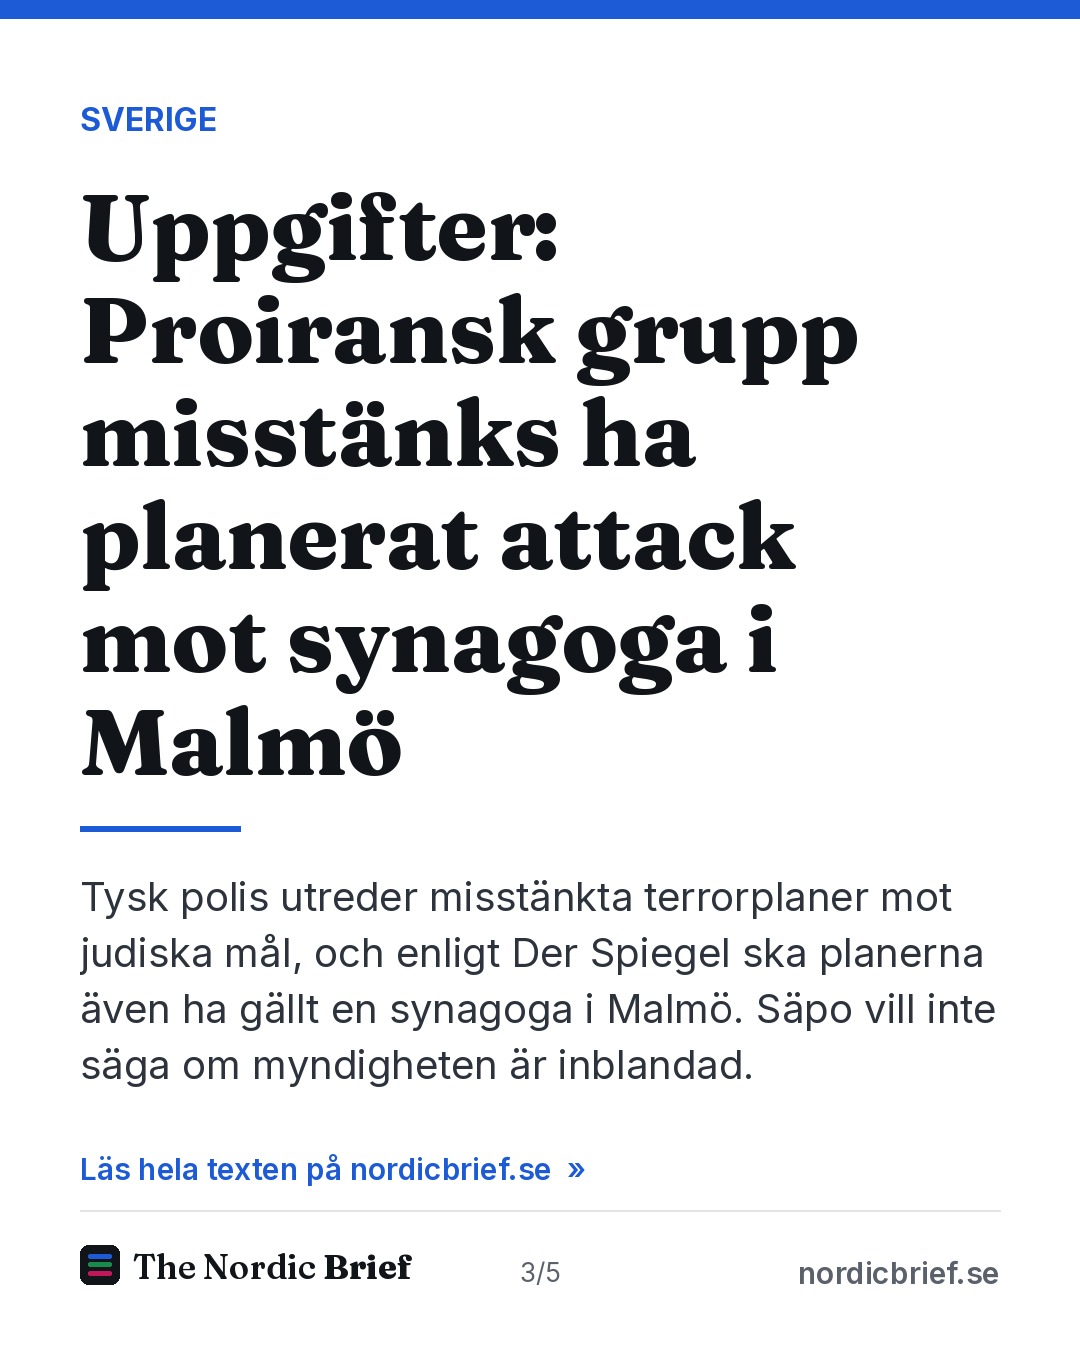 SVERIGE
Uppgifter:
Proiransk grupp
misstänks ha
planerat attack
mot synagoga i
Malmö
Tysk polis utreder misstänkta terrorplaner mot
judiska mål, och enligt Der Spiegel ska planerna
även ha gällt en synagoga i Malmö. Säpo vill inte
säga om myndigheten är inblandad.
Läs hela texten på nordicbrief.se »
The Nordic Brief
3/5
nordicbrief.se